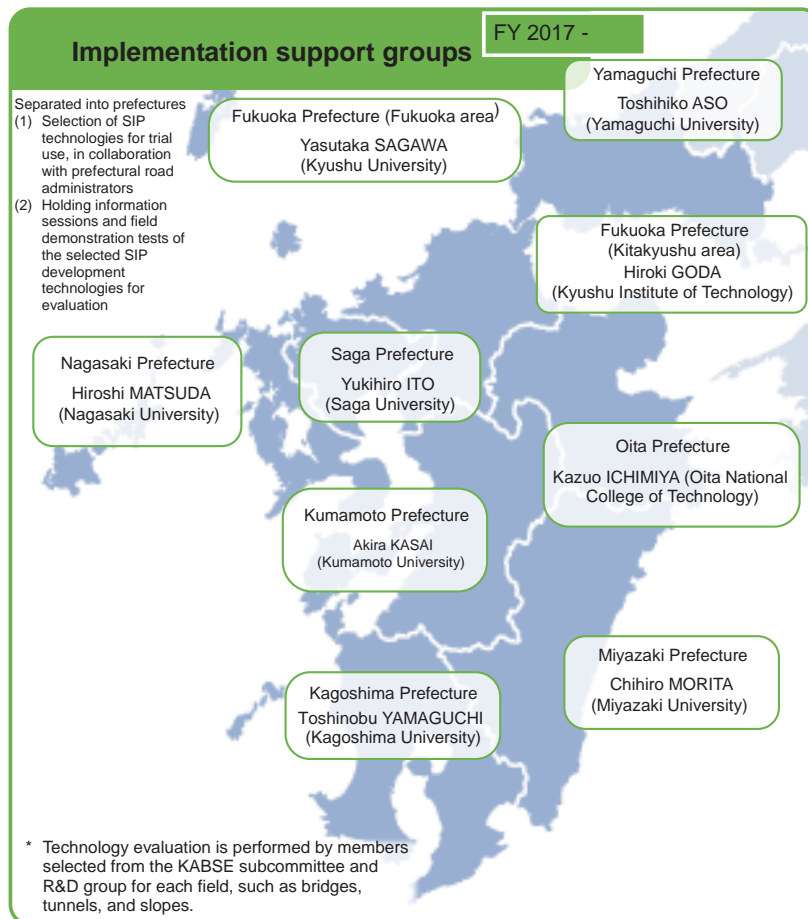 Implementation support groups
FY 2017 -
Separated into prefectures
(1) Selection of SIP
technologies for trial
use, in collaboration
with prefectural road
administrators
(2) Holding information
sessions and field
demonstration tests of
the selected SIP
development
technologies for
evaluation
Fukuoka Prefecture (Fukuoka area)
Yasutaka SAGAWA
(Kyushu University)
Yamaguchi Prefecture
Toshihiko ASO
(Yamaguchi University)
Fukuoka Prefecture
(Kitakyushu area)
Hiroki GODA
(Kyushu Institute of Technology)
Nagasaki Prefecture
Hiroshi MATSUDA
(Nagasaki University)
Saga Prefecture
Yukihiro ITO
(Saga University)
Oita Prefecture
Kazuo ICHIMIYA (Oita National
College of Technology)
Kumamoto Prefecture
Akira KASAI
(Kumamoto University)
Miyazaki Prefecture
Chihiro MORITA
(Miyazaki University)
Kagoshima Prefecture
Toshinobu YAMAGUCHI
(Kagoshima University)
* Technology evaluation is performed by members
selected from the KABSE subcommittee and
R&D group for each field, such as bridges,
tunnels, and slopes.